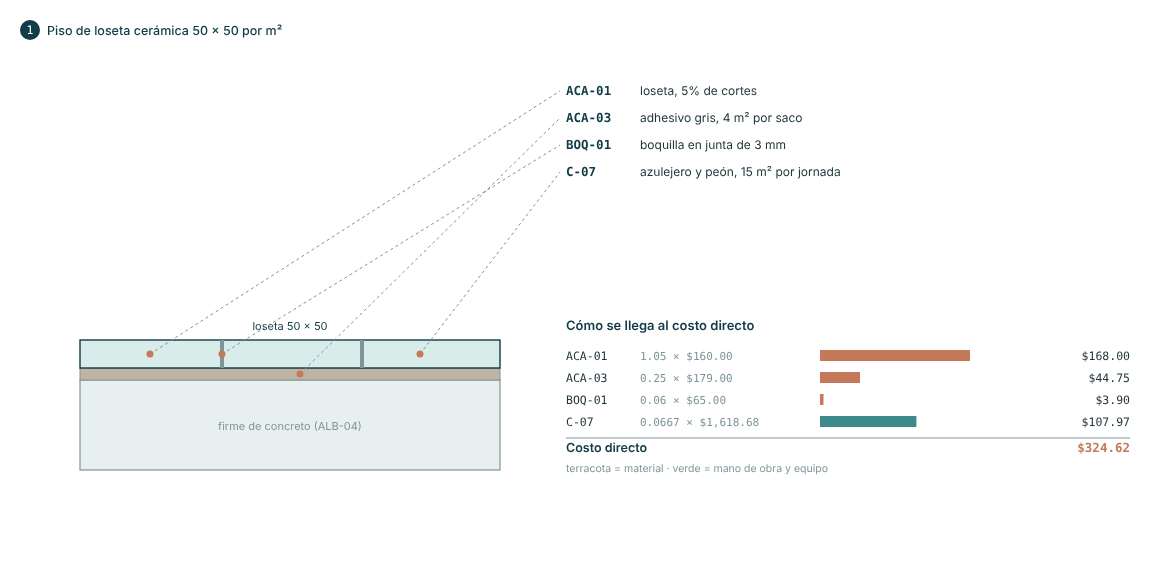 1 Piso de loseta cerámica 50 × 50 por m²
ACA-01 loseta, 5% de cortes
ACA-03 adhesivo gris, 4 m² por saco
BOQ-01 boquilla en junta de 3 mm
C-07 azulejero y peón, 15 m² por jornada
loseta 50 × 50
firme de concreto (ALB-04)
Cómo se llega al costo directo
ACA-01 1.05 × $160.00 $168.00
ACA-03 0.25 × $179.00 $44.75
BOQ-01 0.06 × $65.00 $3.90
C-07 0.0667 × $1,618.68 $107.97
Costo directo $324.62
terracota = material · verde = mano de obra y equipo